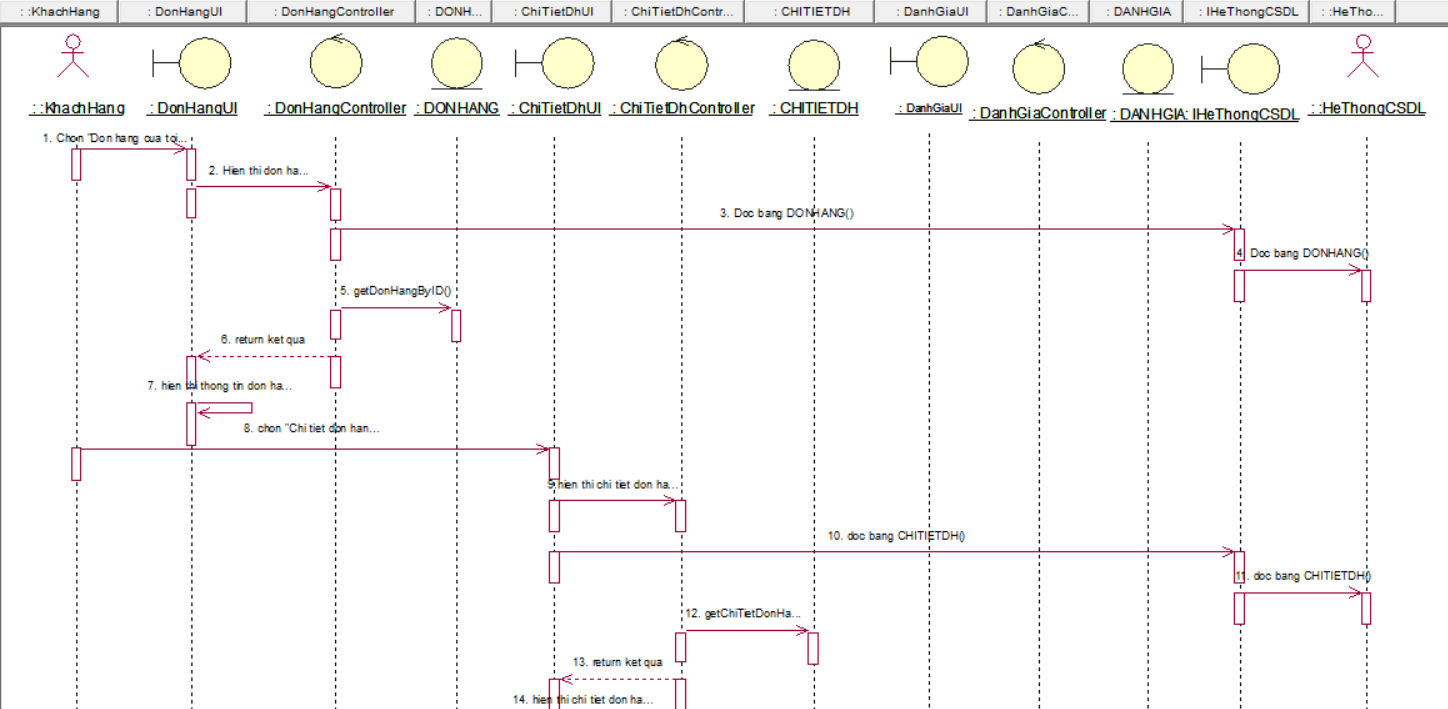 : :KhachHang
: DonHangUI
: DonHangController
: DONH...
: ChiTietDhUI
: ChiTietDhContr...
: CHITIETDH
: DanhGiaUI
: DanhGiaC...
: DANHGIA
: IHeThongCSDL
: :HeTho...
: :KhachHang
: DonHangUI
: DonHangController
: DONHANG
: ChiTietDhUI
: ChiTietDhController
: CHITIETDH
: DanhGiaUI
: DanhGiaController
: DANHGIA
: IHeThongCSDL
: :HeThongCSDL
1. Chon "Don hang cua toi...
2. Hien thi don ha...
3. Doc bang DONHANG()
4. Doc bang DONHANG()
5. getDonHangByID()
6. return ket qua
7. hien thi thong tin don ha...
8. chon "Chi tiet don han...
9. hien thi chi tiet don ha...
10. doc bang CHITIETDH()
11. doc bang CHITIETDH()
12. getChiTietDonHa...
13. return ket qua
14. hien thi chi tiet don ha...